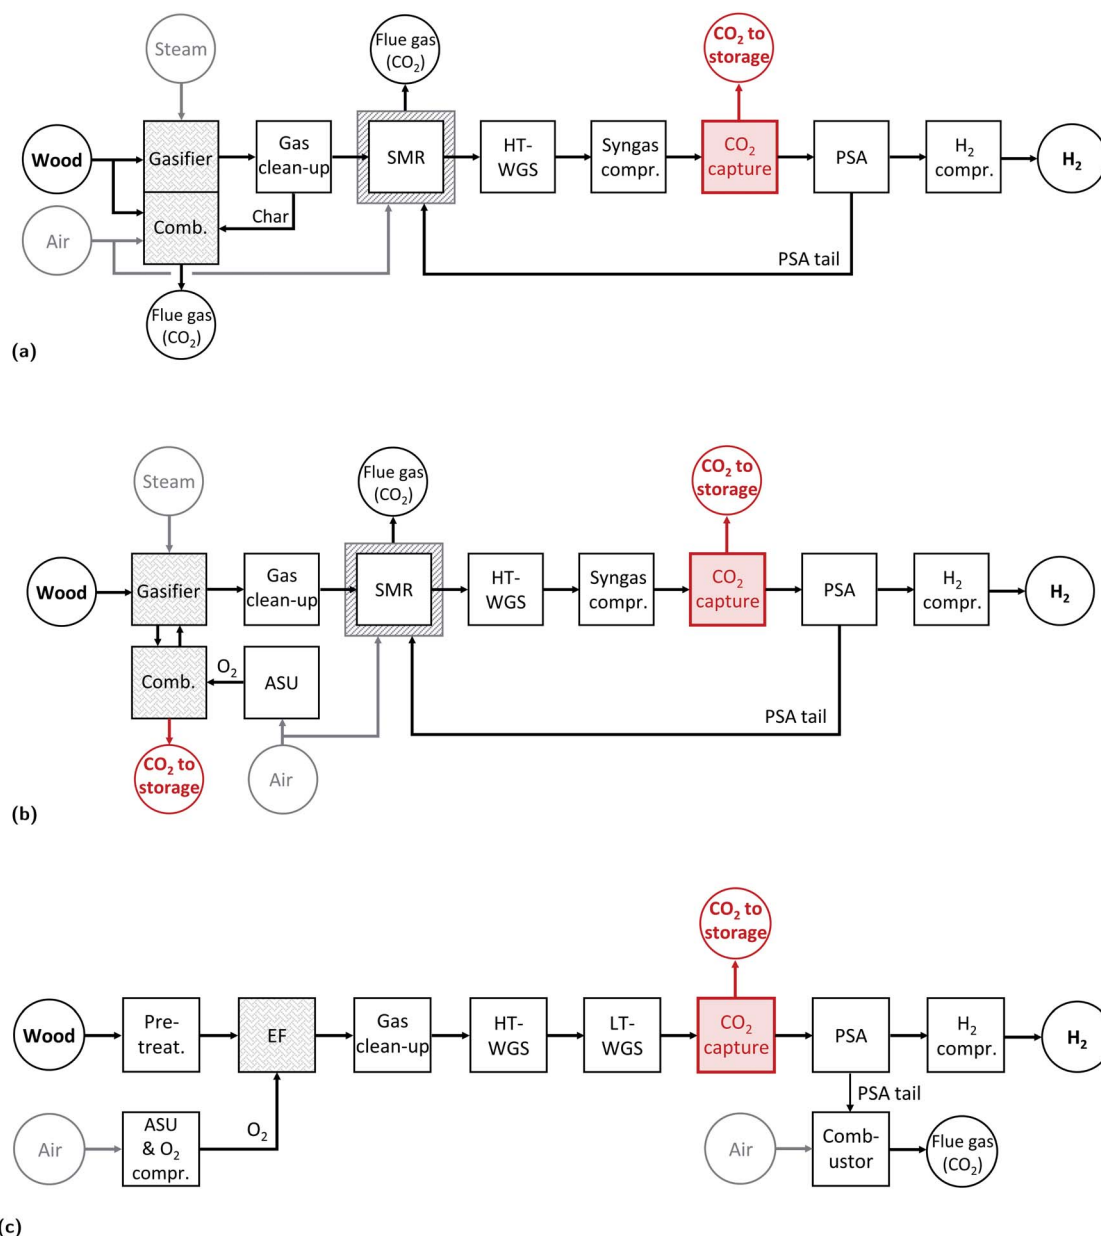 Steam
Flue gas
(CO₂)
CO₂ to
storage
Wood
Gasifier
Gas
clean-up
SMR
HT-
WGS
Syngas
compr.
CO₂
capture
PSA
H₂
compr.
H₂
Comb.
Char
Air
PSA tail
Flue gas
(CO₂)
(a)
Steam
Flue gas
(CO₂)
CO₂ to
storage
Wood
Gasifier
Gas
clean-up
SMR
HT-
WGS
Syngas
compr.
CO₂
capture
PSA
H₂
compr.
H₂
Comb.
O₂
ASU
PSA tail
CO₂ to
storage
Air
(b)
CO₂ to
storage
Wood
Pre-
treat.
EF
Gas
clean-up
HT-
WGS
LT-
WGS
CO₂
capture
PSA
H₂
compr.
H₂
PSA tail
Air
ASU
& O₂
compr.
O₂
Air
Comb-
ustor
Flue gas
(CO₂)
(c)